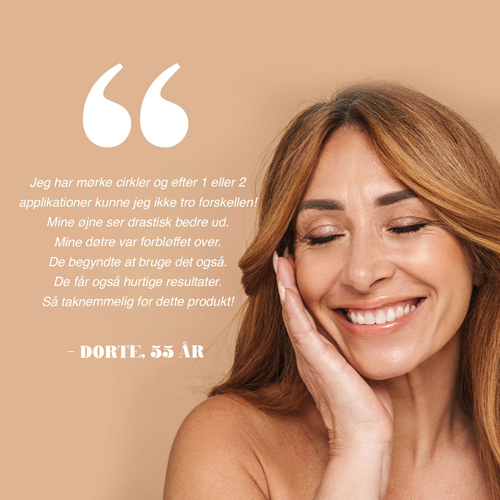 Jeg har mørke cirkler og efter 1 eller 2
applikationer kunne jeg ikke tro forskellen!
Mine øjne ser drastisk bedre ud.
Mine døtre var forbløffet over.
De begyndte at bruge det også.
De får også hurtige resultater.
Så taknemmelig for dette produkt!
– DORTE, 55 ÅR